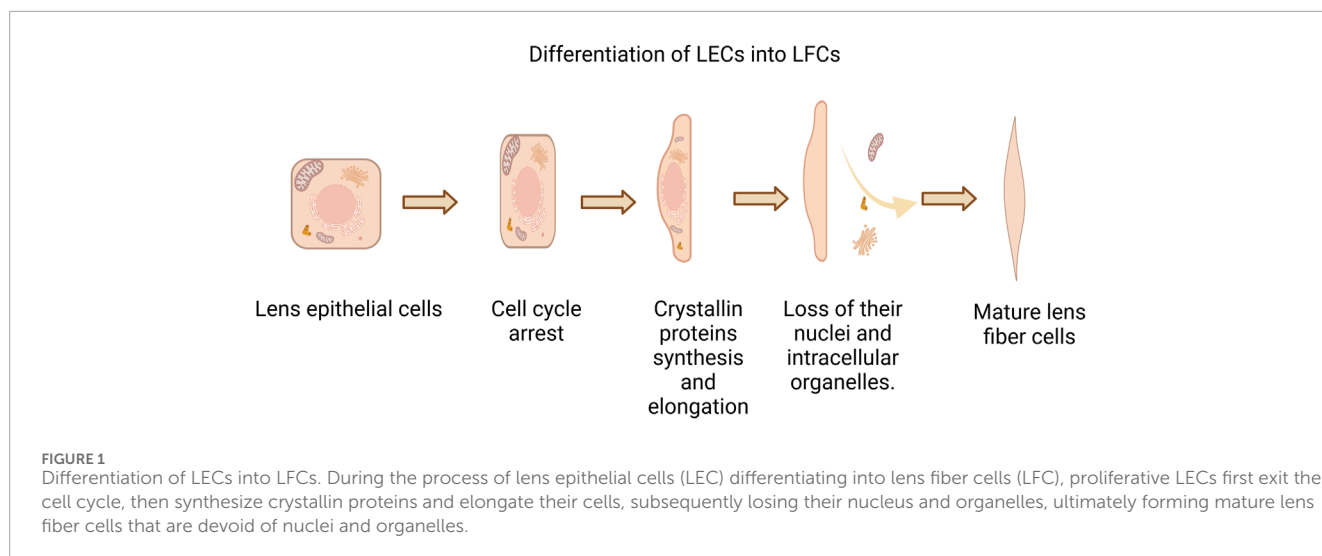 Differentiation of LECs into LFCs
Lens epithelial cells
Cell cycle
arrest
Crystallin
proteins
synthesis
and
elongation
Loss of their
nuclei and
intracellular
organelles.
Mature lens
fiber cells
FIGURE 1
Differentiation of LECs into LFCs. During the process of lens epithelial cells (LEC) differentiating into lens fiber cells (LFC), proliferative LECs first exit the
cell cycle, then synthesize crystallin proteins and elongate their cells, subsequently losing their nucleus and organelles, ultimately forming mature lens
fiber cells that are devoid of nuclei and organelles.